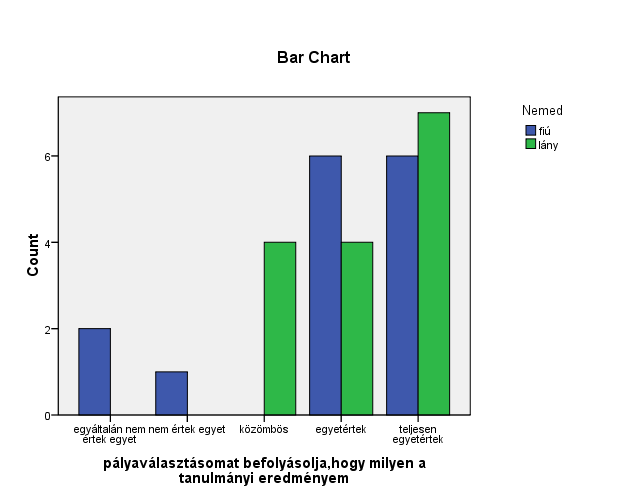 Bar Chart
Nemed
fiú
lány
Count
6
4
2
0
egyáltalán nem
értek egyet
nem értek egyet
közömbös
egyetértek
teljesen
egyetértek
pályaválasztásomat befolyásolja,hogy milyen a
tanulmányi eredményem